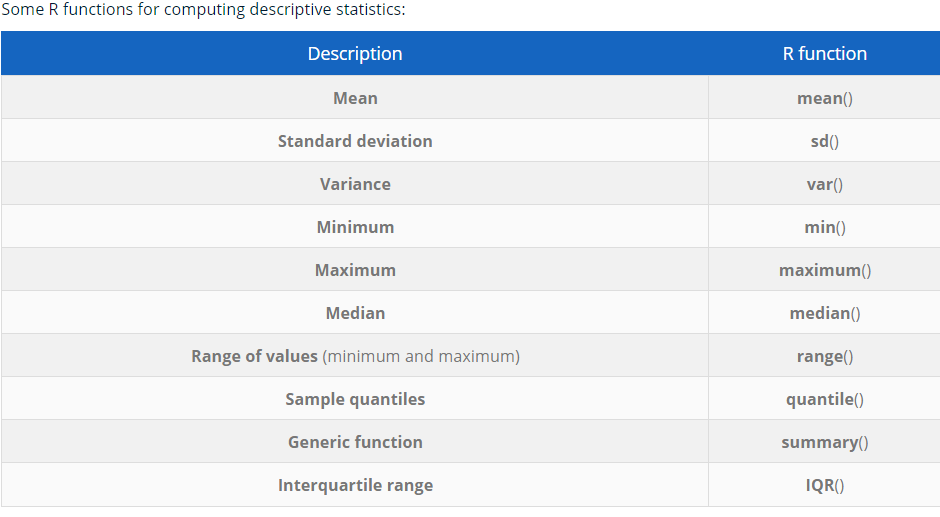 Some R functions for computing descriptive statistics:
Description R function
Mean mean()
Standard deviation sd()
Variance var()
Minimum min()
Maximum maximum()
Median median()
Range of values (minimum and maximum) range()
Sample quantiles quantile()
Generic function summary()
Interquartile range IQR()